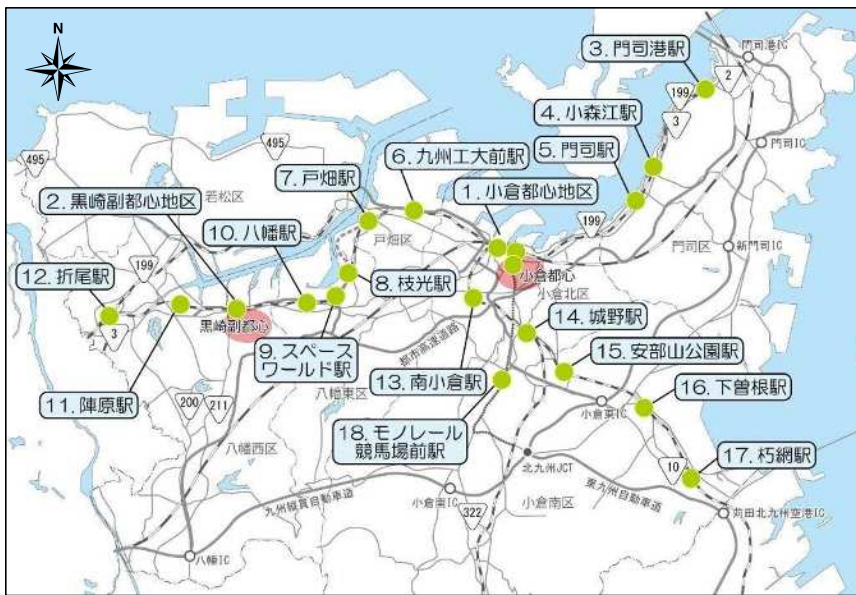 N
3. 門司港駅
門司港IC
2
199
3
4. 小森江駅
門司IC
495
5. 門司駅
6. 九州工大前駅
495
7. 戸畑駅
若松区
1. 小倉都心地区
2. 黒崎副都心地区
199
戸畑区
門司区
10. 八幡駅
新門司IC
199
小倉都心
12. 折尾駅
8. 枝光駅
小倉北区
3
黒崎副都心
14. 城野駅
都市高速道路
9. スペース
ワールド駅
15. 安部山公園駅
11. 陣原駅
13. 南小倉駅
八幡東区
16. 下曽根駅
200
211
小倉東IC
18. モノレール
競馬場前駅
八幡西区
17. 朽網駅
北九州JCT
10
九州縦貫自動車道
小倉南IC
小倉南区
東九州自動車道
322
苅田北九州空港IC
八幡IC